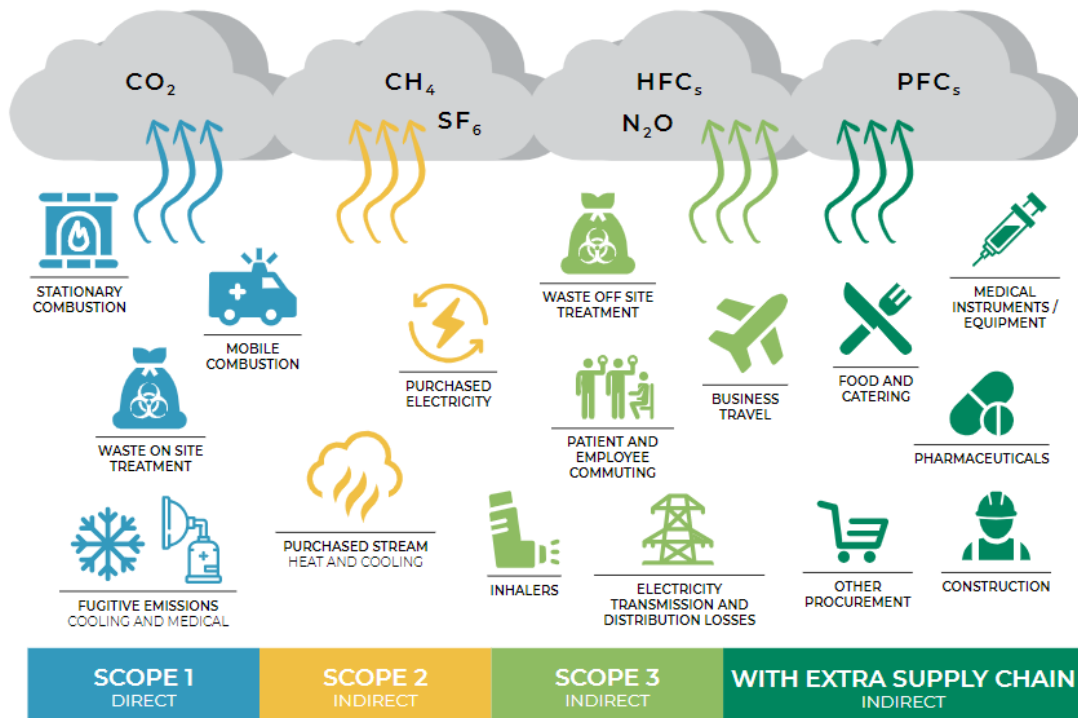 CO₂
CH₄
SF₆
HFCₛ
N₂O
PFCₛ
STATIONARY
COMBUSTION
MOBILE
COMBUSTION
WASTE ON SITE
TREATMENT
FUGITIVE EMISSIONS
COOLING AND MEDICAL
PURCHASED
ELECTRICITY
PURCHASED STREAM
HEAT AND COOLING
WASTE OFF SITE
TREATMENT
BUSINESS
TRAVEL
PATIENT AND
EMPLOYEE
COMMUTING
INHALERS
ELECTRICITY
TRANSMISSION AND
DISTRIBUTION LOSSES
MEDICAL
INSTRUMENTS /
EQUIPMENT
FOOD AND
CATERING
PHARMACEUTICALS
OTHER
PROCUREMENT
CONSTRUCTION
SCOPE 1
DIRECT
SCOPE 2
INDIRECT
SCOPE 3
INDIRECT
WITH EXTRA SUPPLY CHAIN
INDIRECT